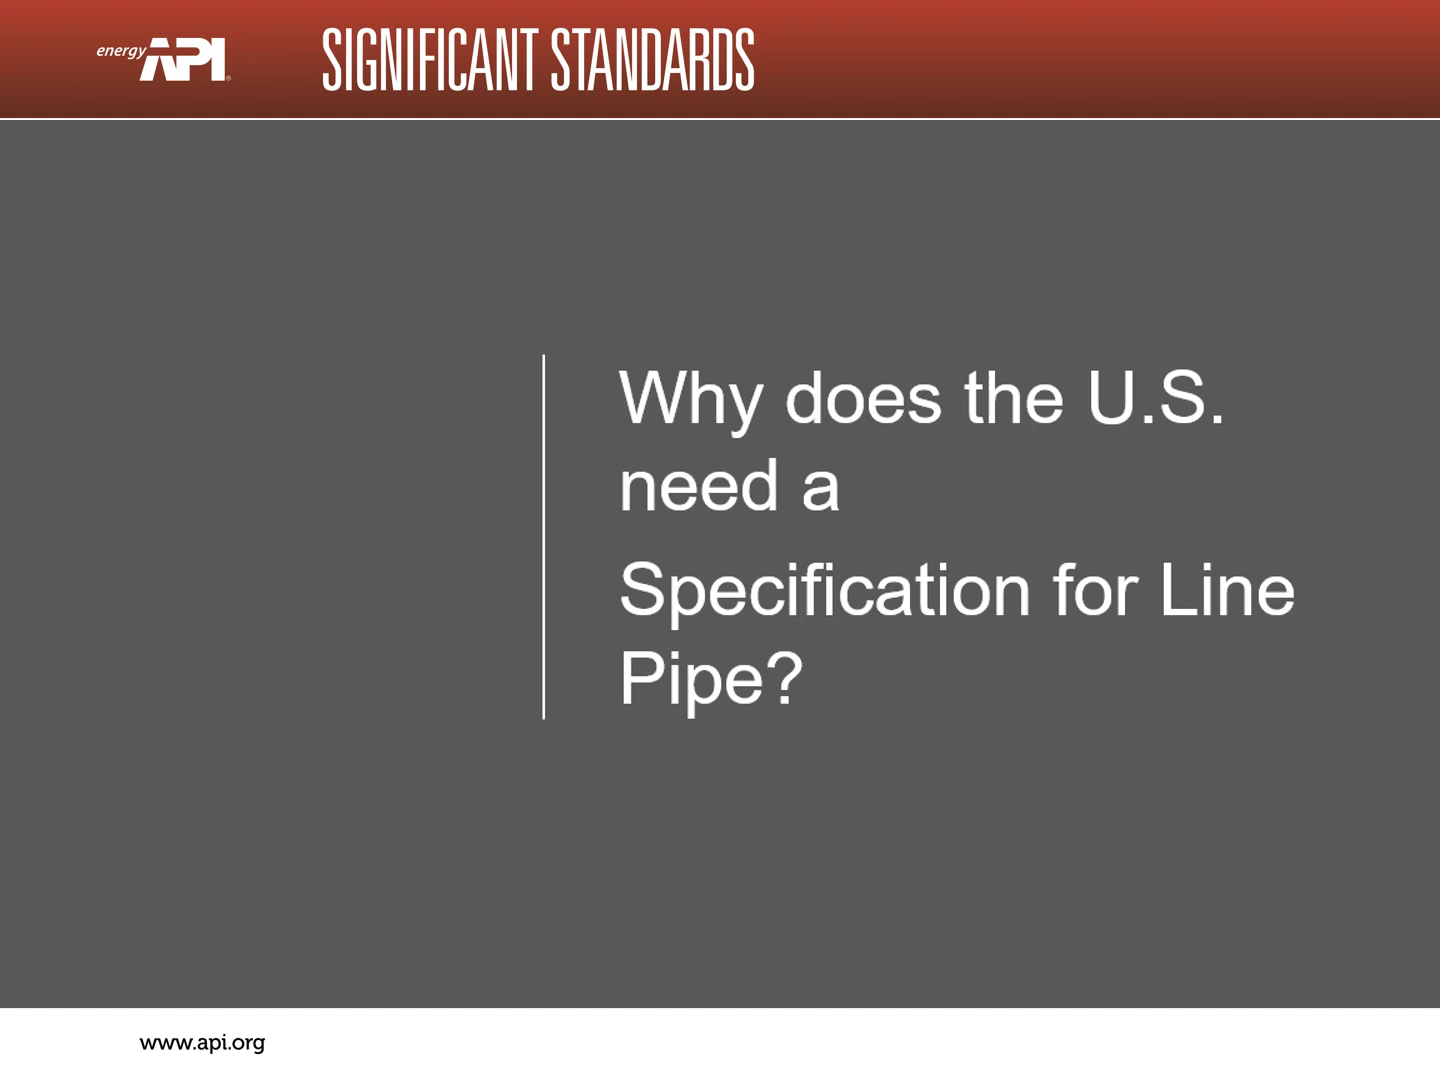 energy API®
SIGNIFICANT STANDARDS
Why does the U.S.
need a
Specification for Line
Pipe?
www.api.org